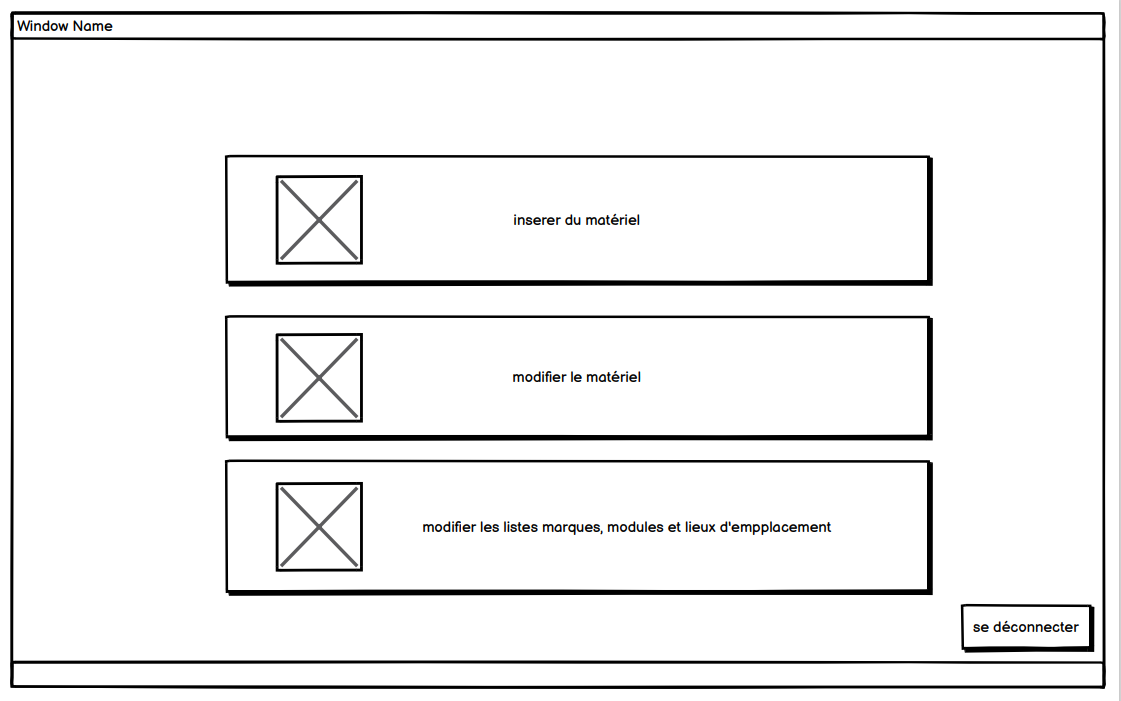 Window Name
inserer du matériel
modifier le matériel
modifier les listes marques, modules et lieux d'empplacement
se déconnecter